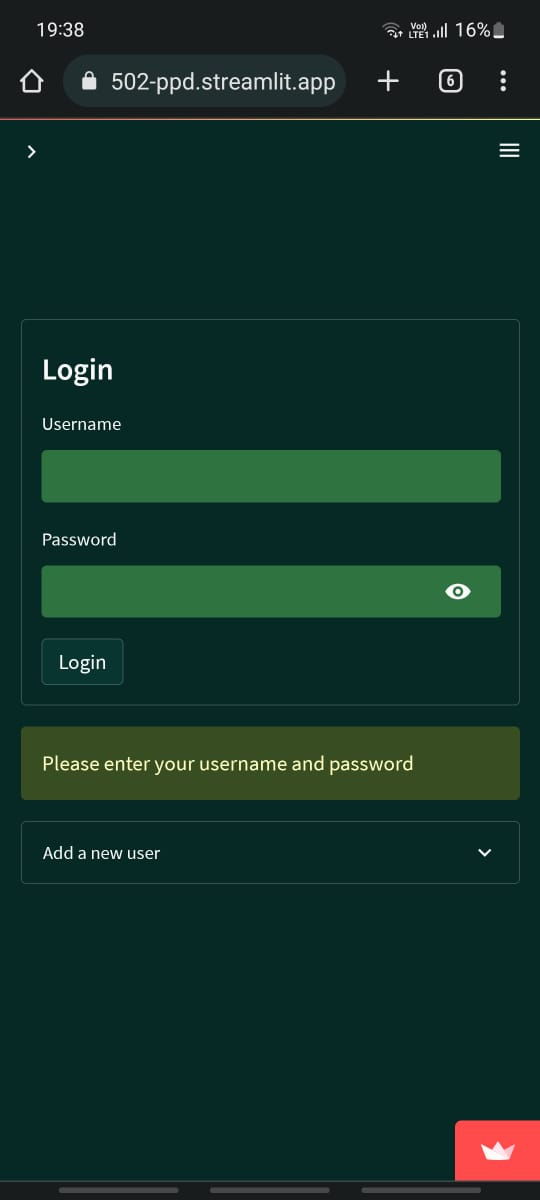 19:38
Vo))
LTE1
16%
502-ppd.streamlit.app
6
Login
Username
Password
Login
Please enter your username and password
Add a new user